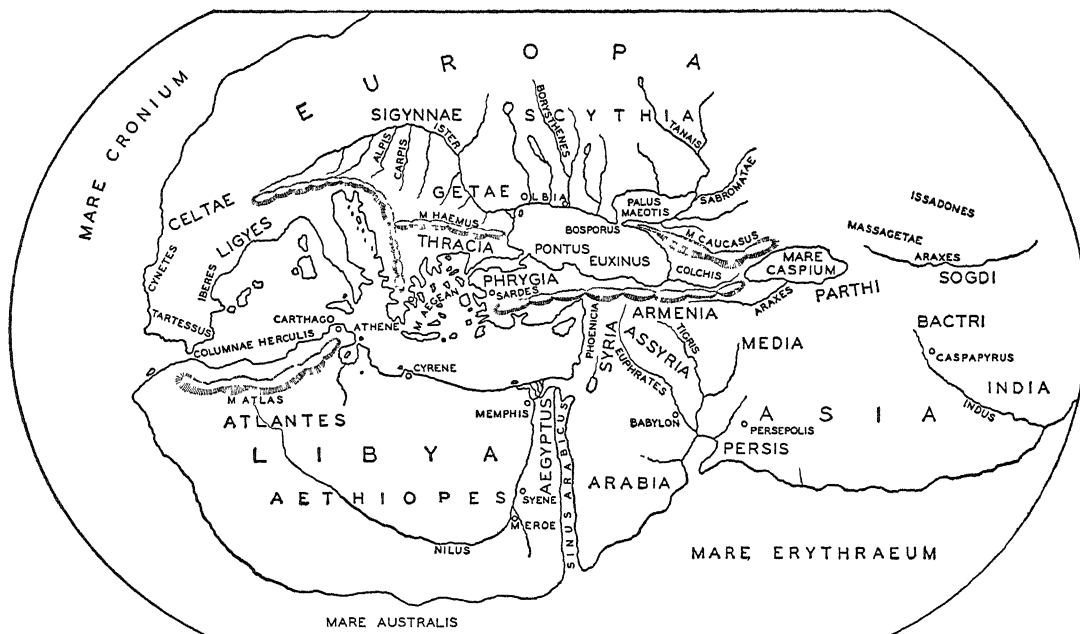 EUROPA
MARE CRONIUM
SIGYNNAE
SCYTHIA
BORYSTHENES
ISTER
ALPIS
CARPIS
TANAIS
CELTAE
LIGYES
GETAE
OLBIA
PALUS
MAEOTIS
SABROMATAE
ISSADONES
CYNETES
IBERES
M HAEMUS
THRACIA
BOSPORUS
M. CAUCASUS
MASSAGETAE
ARAXES
SOGDI
PONTUS
EUXINUS
COLCHIS
MARE
CASPIUM
PARTHI
PHRYGIA
SARDES
M AEGEAN
TARTESSUS
CARTHAGO
ATHENE
ARMENIA
ARAXES
COLUMNAE HERCULIS
PHOENICIA
SYRIA
ASSYRIA
TIGRIS
EUPHRATES
MEDIA
BACTRI
CASPAPYRUS
INDIA
INDUS
CYRENE
M ATLAS
ATLANTES
MEMPHIS
BABYLON
ASIA
PERSEPOLIS
PERSIS
LIBYA
AEGYPTUS
SINUS ARABICUS
ARABIA
AETHIOPES
SYENE
MEROE
NILUS
MARE ERYTHRAEUM
MARE AUSTRALIS